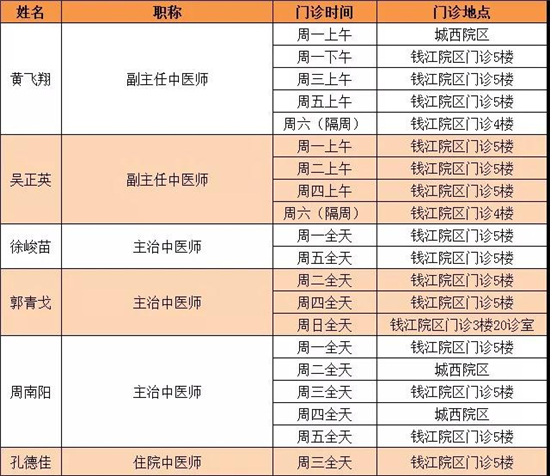 姓名 职称 门诊时间 门诊地点
黄飞翔 副主任中医师 周一上午 城西院区
周一下午 钱江院区门诊5楼
周三上午 钱江院区门诊5楼
周五上午 钱江院区门诊5楼
周六（隔周） 钱江院区门诊4楼
吴正英 副主任中医师 周一上午 钱江院区门诊5楼
周二上午 钱江院区门诊5楼
周四上午 钱江院区门诊5楼
周六（隔周） 钱江院区门诊4楼
徐峻苗 主治中医师 周一全天 钱江院区门诊5楼
周五全天 钱江院区门诊5楼
郭青戈 主治中医师 周二全天 钱江院区门诊5楼
周四全天 钱江院区门诊5楼
周日全天 钱江院区门诊3楼20诊室
周南阳 主治中医师 周一全天 钱江院区门诊5楼
周二全天 城西院区
周三全天 钱江院区门诊5楼
周四全天 城西院区
周五全天 钱江院区门诊5楼
孔德佳 住院中医师 周三全天 钱江院区门诊5楼